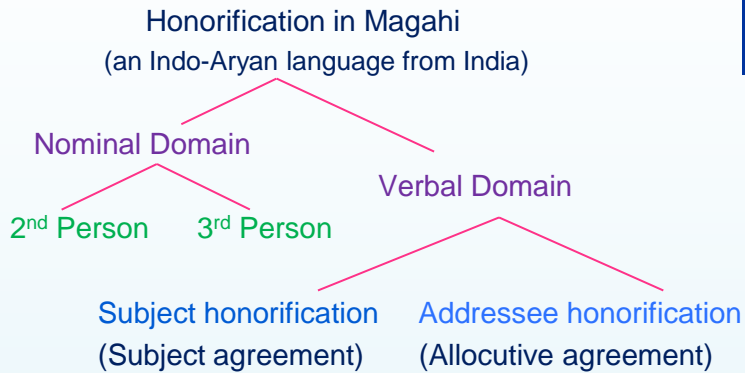 Honorification in Magahi
(an Indo-Aryan language from India)
Nominal Domain
Verbal Domain
2nd Person 3rd Person
Subject honorification Addressee honorification
(Subject agreement) (Allocutive agreement)